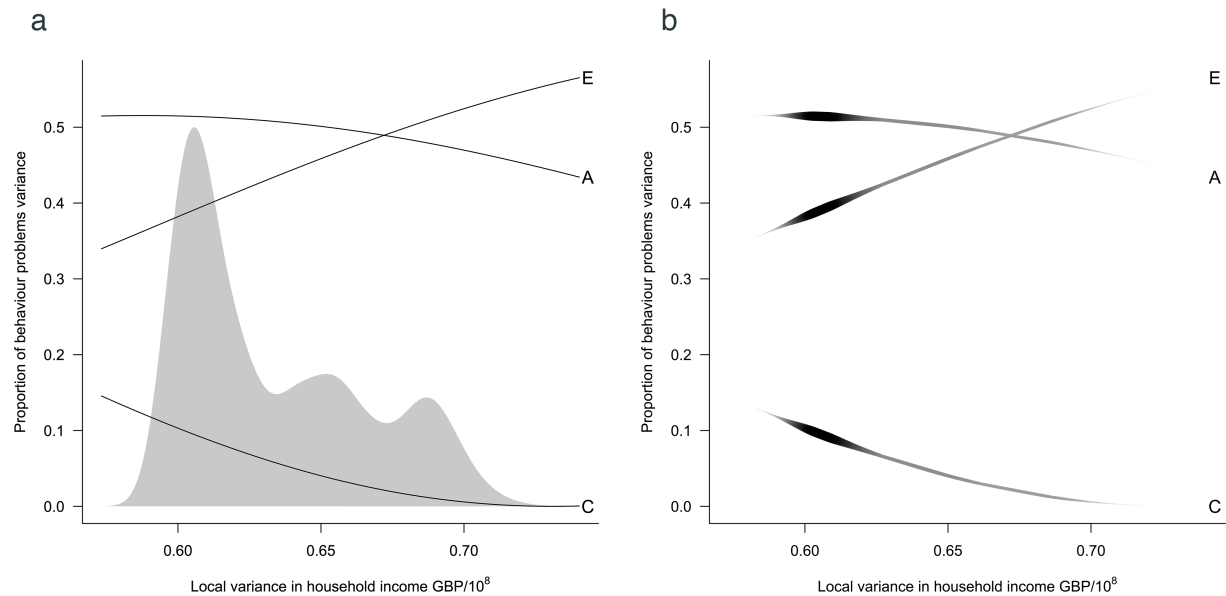 a
E
A
C
0.5
0.4
0.3
0.2
0.1
0.0
Proportion of behaviour problems variance
0.60 0.65 0.70
Local variance in household income GBP/10⁸
b
E
A
C
0.5
0.4
0.3
0.2
0.1
0.0
Proportion of behaviour problems variance
0.60 0.65 0.70
Local variance in household income GBP/10⁸